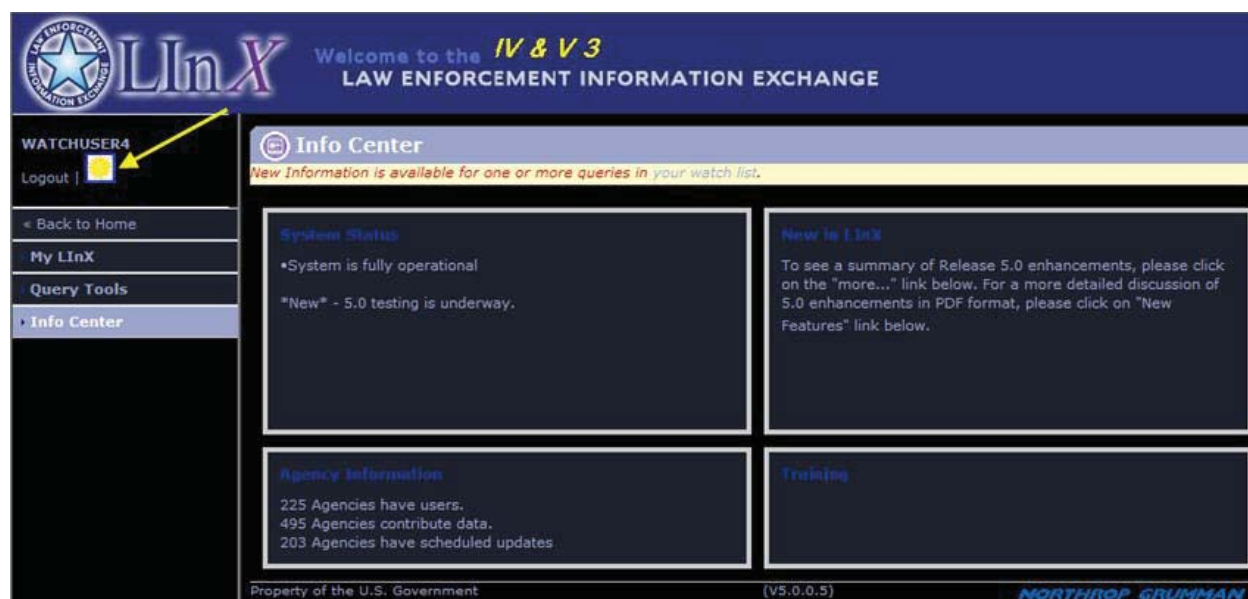 LAW ENFORCEMENT
INFORMATION EXCHANGE
LInX
Welcome to the IV & V 3
LAW ENFORCEMENT INFORMATION EXCHANGE
WATCHUSER4
Logout |
« Back to Home
My LInX
Query Tools
Info Center
Info Center
New Information is available for one or more queries in your watch list.
System Status
•System is fully operational
*New* - 5.0 testing is underway.
New in LInX
To see a summary of Release 5.0 enhancements, please click
on the "more..." link below. For a more detailed discussion of
5.0 enhancements in PDF format, please click on "New
Features" link below.
Agency Information
225 Agencies have users.
495 Agencies contribute data.
203 Agencies have scheduled updates
Training
Property of the U.S. Government
(V5.0.0.5)
NORTHROP GRUMMAN